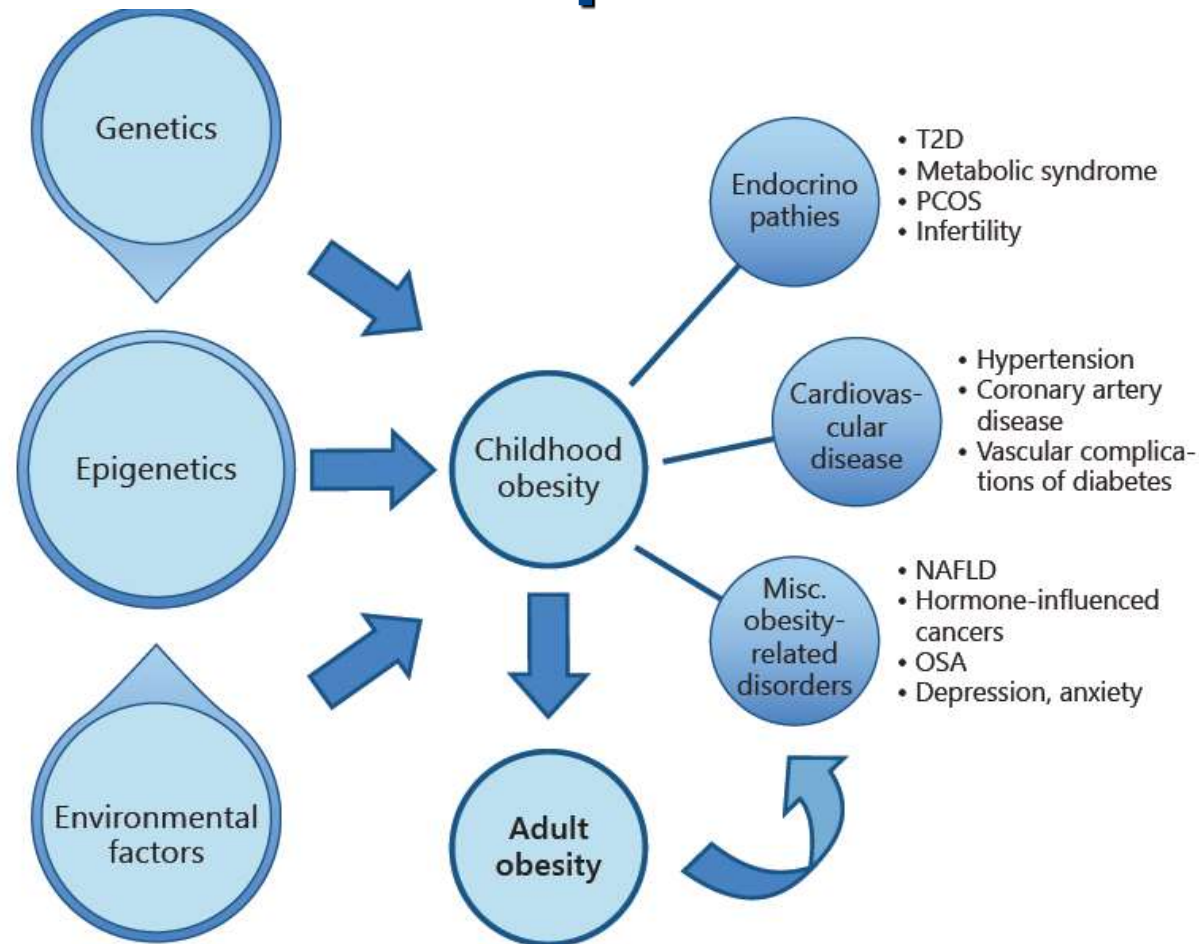 Genetics
Epigenetics
Environmental
factors
Childhood
obesity
Adult
obesity
Endocrino
pathies
• T2D
• Metabolic syndrome
• PCOS
• Infertility
Cardiovas-
cular
disease
• Hypertension
• Coronary artery
disease
• Vascular complica-
tions of diabetes
Misc.
obesity-
related
disorders
• NAFLD
• Hormone-influenced
cancers
• OSA
• Depression, anxiety